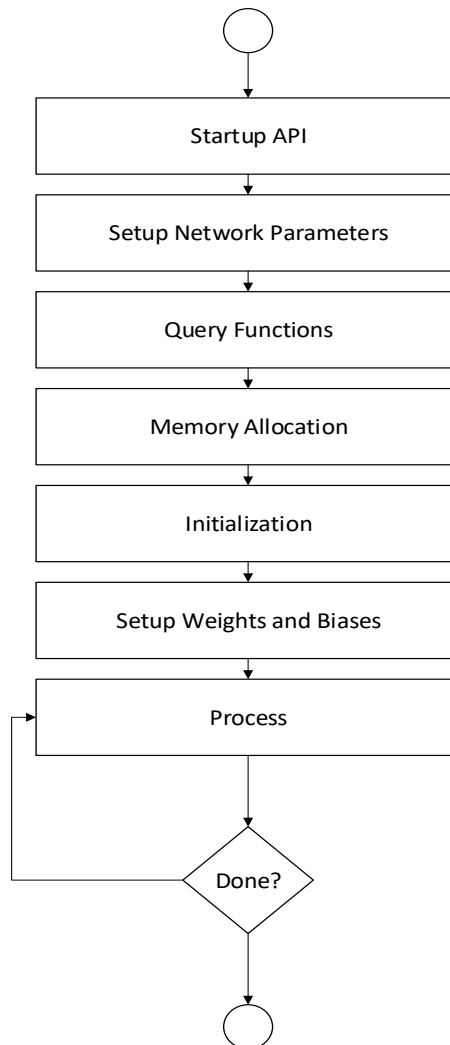 Startup API
Setup Network Parameters
Query Functions
Memory Allocation
Initialization
Setup Weights and Biases
Process
Done?